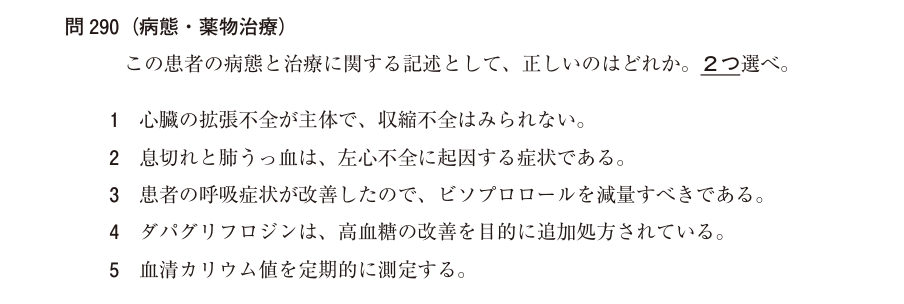 問 290（病態・薬物治療）
この患者の病態と治療に関する記述として、正しいのはどれか。２つ選べ。
1 心臓の拡張不全が主体で、収縮不全はみられない。
2 息切れと肺うっ血は、左心不全に起因する症状である。
3 患者の呼吸症状が改善したので、ビソプロロールを減量すべきである。
4 ダパグリフロジンは、高血糖の改善を目的に追加処方されている。
5 血清カリウム値を定期的に測定する。